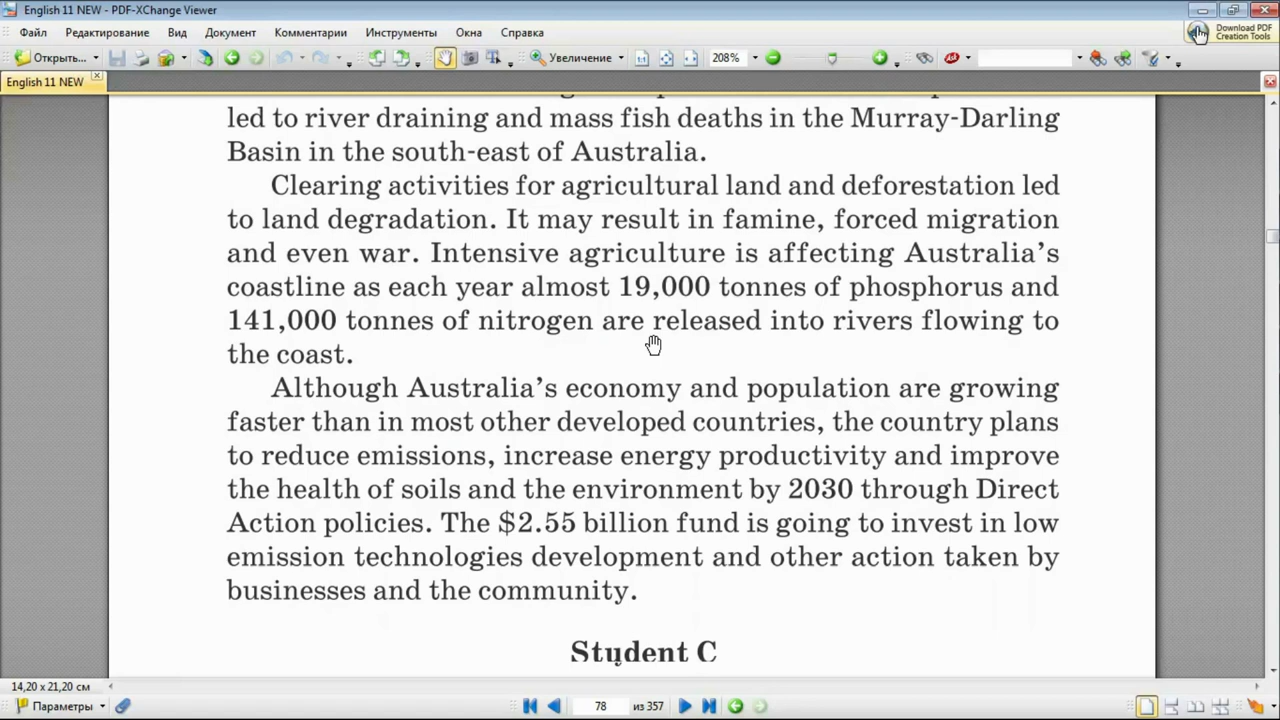 English 11 NEW - PDF-XChange Viewer
Файл Редактирование Вид Документ Комментарии Инструменты Окна Справка
Download PDF
Creation Tools
Открыть... Увеличение 208%
English 11 NEW
led to river draining and mass fish deaths in the Murray-Darling
Basin in the south-east of Australia.
Clearing activities for agricultural land and deforestation led
to land degradation. It may result in famine, forced migration
and even war. Intensive agriculture is affecting Australia's
coastline as each year almost 19,000 tonnes of phosphorus and
141,000 tonnes of nitrogen are released into rivers flowing to
the coast.
Although Australia's economy and population are growing
faster than in most other developed countries, the country plans
to reduce emissions, increase energy productivity and improve
the health of soils and the environment by 2030 through Direct
Action policies. The $2.55 billion fund is going to invest in low
emission technologies development and other action taken by
businesses and the community.
Student C
14,20 x 21,20 см
Параметры 78 из 357